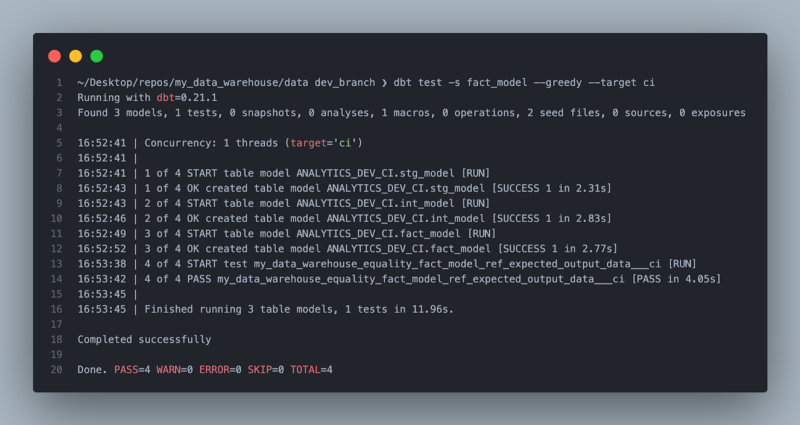 1 ~/Desktop/repos/my_data_warehouse/data dev_branch ❯ dbt test -s fact_model --greedy --target ci
2 Running with dbt=0.21.1
3 Found 3 models, 1 tests, 0 snapshots, 0 analyses, 1 macros, 0 operations, 2 seed files, 0 sources, 0 exposures
4
5 16:52:41 | Concurrency: 1 threads (target='ci')
6 16:52:41 |
7 16:52:41 | 1 of 4 START table model ANALYTICS_DEV_CI.stg_model [RUN]
8 16:52:43 | 1 of 4 OK created table model ANALYTICS_DEV_CI.stg_model [SUCCESS 1 in 2.31s]
9 16:52:43 | 2 of 4 START table model ANALYTICS_DEV_CI.int_model [RUN]
10 16:52:46 | 2 of 4 OK created table model ANALYTICS_DEV_CI.int_model [SUCCESS 1 in 2.83s]
11 16:52:49 | 3 of 4 START table model ANALYTICS_DEV_CI.fact_model [RUN]
12 16:52:52 | 3 of 4 OK created table model ANALYTICS_DEV_CI.fact_model [SUCCESS 1 in 2.77s]
13 16:53:38 | 4 of 4 START test my_data_warehouse_equality_fact_model_ref_expected_output_data___ci [RUN]
14 16:53:42 | 4 of 4 PASS my_data_warehouse_equality_fact_model_ref_expected_output_data___ci [PASS in 4.05s]
15 16:53:45 |
16 16:53:45 | Finished running 3 table models, 1 tests in 11.96s.
17
18 Completed successfully
19
20 Done. PASS=4 WARN=0 ERROR=0 SKIP=0 TOTAL=4